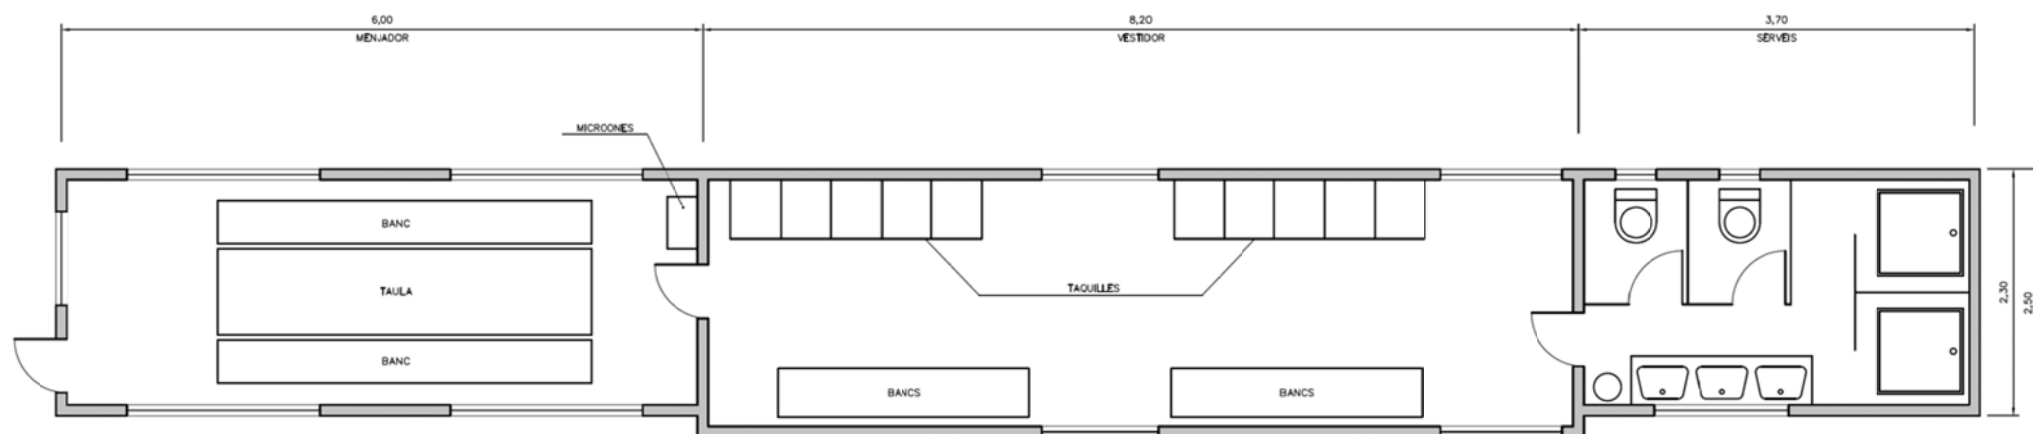 6,00
MENJADOR
8,20
VESTIDOR
3,70
SERVEIS
MICROONES
BANC
TAULA
BANC
TAQUILLES
BANCS
BANCS
2,30
2,50